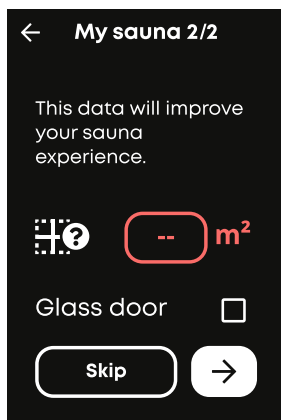 My sauna 2/2
This data will improve
your sauna
experience.
?
-- m²
Glass door
Skip